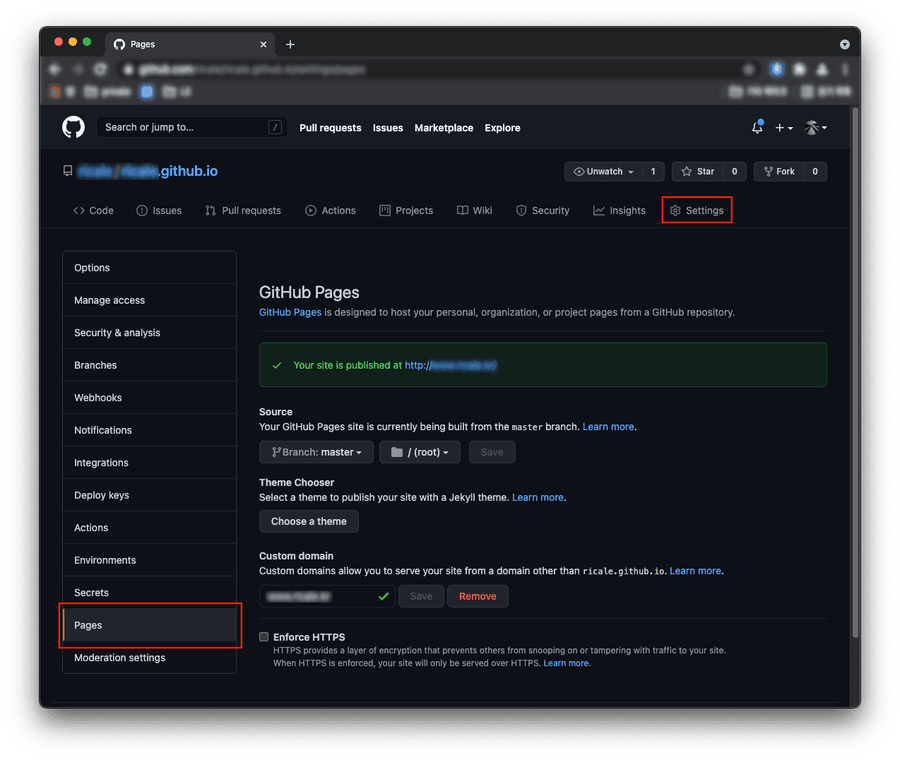 Pages
Search or jump to... /
Pull requests Issues Marketplace Explore
.github.io
Unwatch 1 Star 0 Fork 0
Code Issues Pull requests Actions Projects Wiki Security Insights Settings
Options
Manage access
Security & analysis
Branches
Webhooks
Notifications
Integrations
Deploy keys
Actions
Environments
Secrets
Pages
Moderation settings
GitHub Pages
GitHub Pages is designed to host your personal, organization, or project pages from a GitHub repository.
Your site is published at http://
Source
Your GitHub Pages site is currently being built from the master branch. Learn more.
Branch: master / (root) Save
Theme Chooser
Select a theme to publish your site with a Jekyll theme. Learn more.
Choose a theme
Custom domain
Custom domains allow you to serve your site from a domain other than ricale.github.io. Learn more.
Save Remove
Enforce HTTPS
HTTPS provides a layer of encryption that prevents others from snooping on or tampering with traffic to your site.
When HTTPS is enforced, your site will only be served over HTTPS. Learn more.